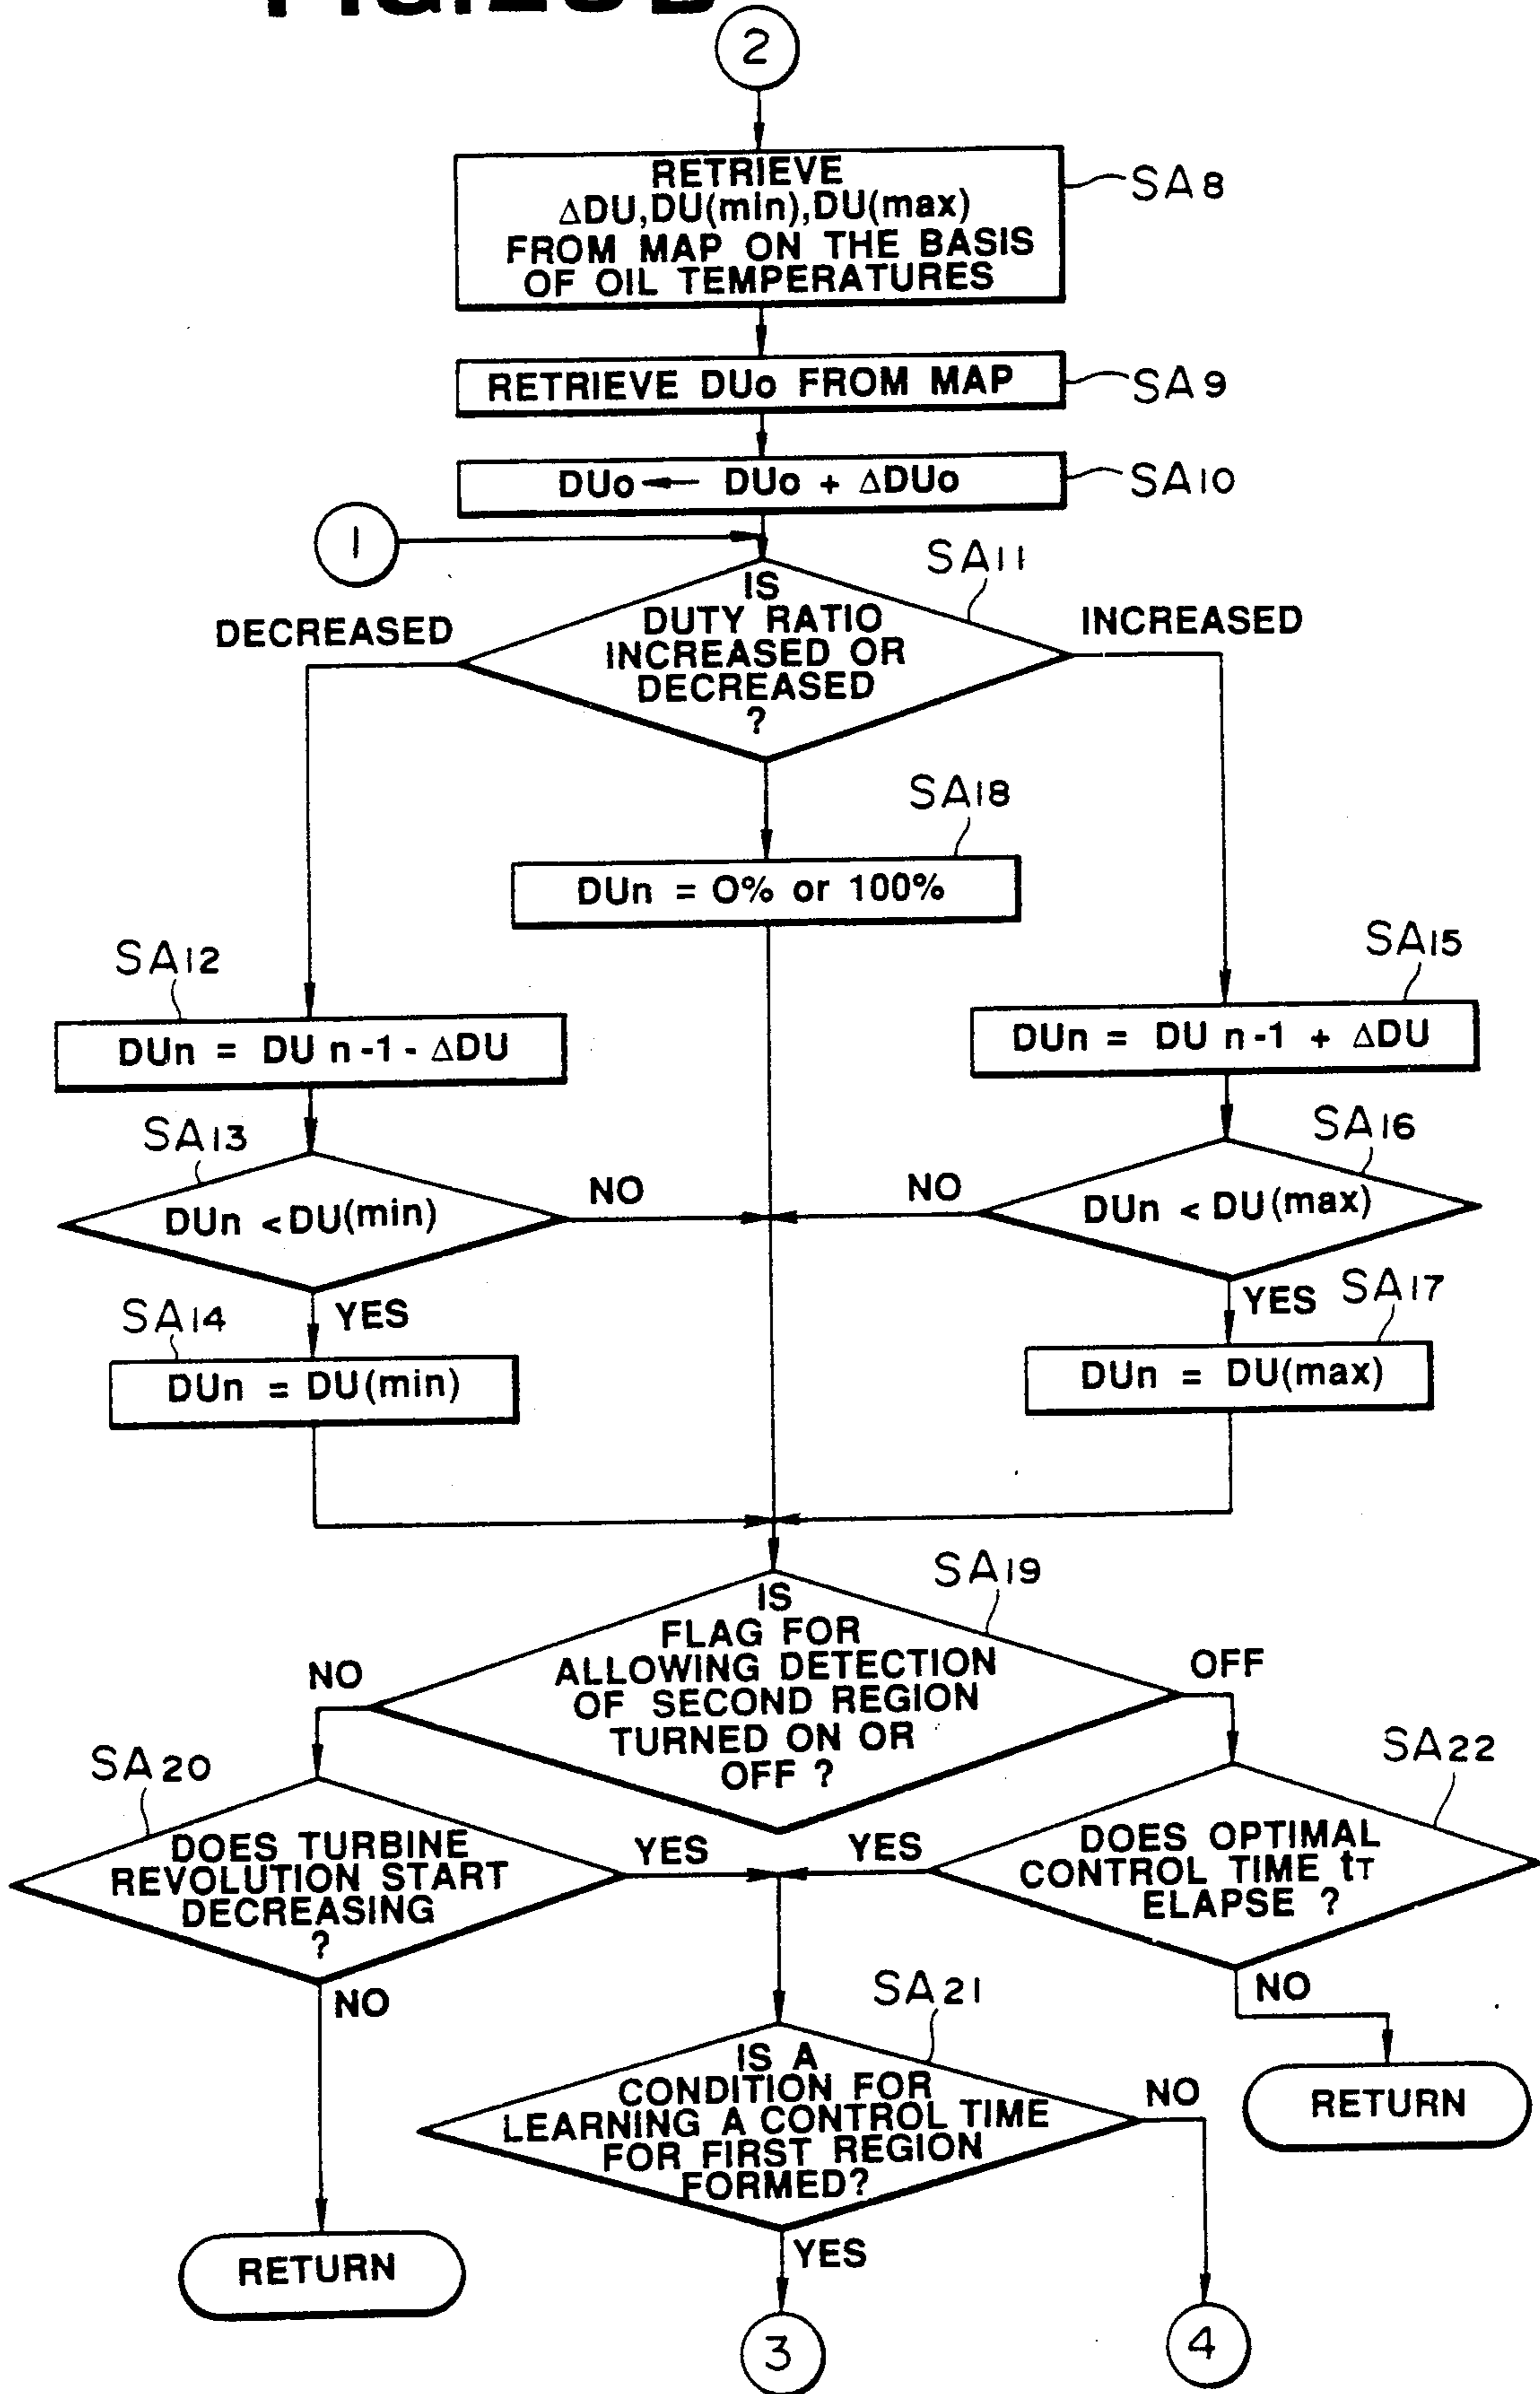 2
RETRIEVE
ΔDU,DU(min),DU(max)
FROM MAP ON THE BASIS
OF OIL TEMPERATURES
SA8
RETRIEVE DUo FROM MAP
SA9
DUo ← DUo + ΔDUo
SA10
1
SA11
IS
DUTY RATIO
INCREASED OR
DECREASED
?
DECREASED
INCREASED
SA18
DUn = 0% or 100%
SA12
DUn = DU n-1 - ΔDU
SA15
DUn = DU n-1 + ΔDU
SA13
DUn < DU(min)
NO
SA16
DUn < DU(max)
NO
YES
SA14
DUn = DU(min)
YES
SA17
DUn = DU(max)
SA19
IS
FLAG FOR
ALLOWING DETECTION
OF SECOND REGION
TURNED ON OR
OFF ?
NO
OFF
SA20
DOES TURBINE
REVOLUTION START
DECREASING
?
YES
NO
SA22
DOES OPTIMAL
CONTROL TIME tT
ELAPSE ?
YES
NO
SA21
IS A
CONDITION FOR
LEARNING A CONTROL TIME
FOR FIRST REGION
FORMED?
NO
YES
RETURN
RETURN
3
4